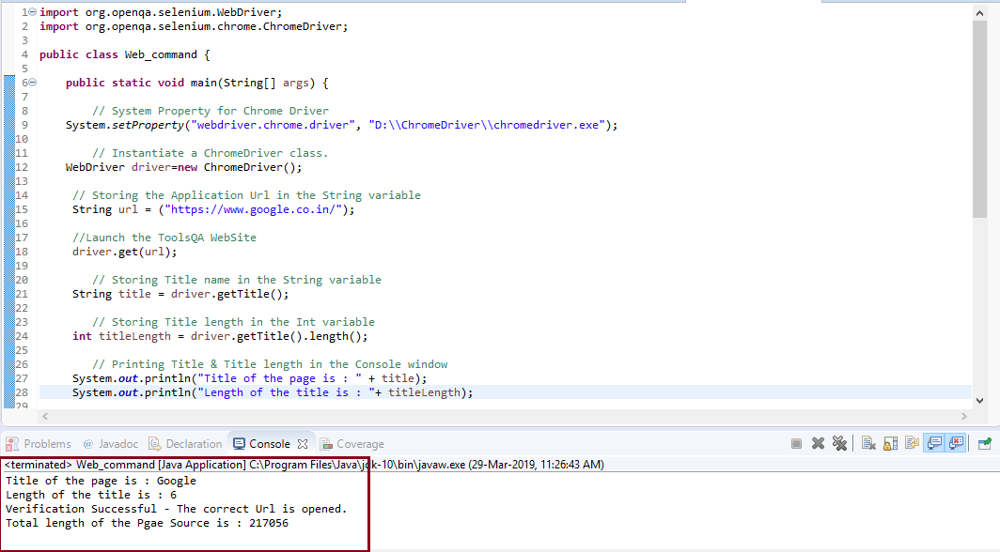 1 import org.openqa.selenium.WebDriver;
2 import org.openqa.selenium.chrome.ChromeDriver;
3
4 public class Web_command {
5
6 public static void main(String[] args) {
7
8 // System Property for Chrome Driver
9 System.setProperty("webdriver.chrome.driver", "D:\\ChromeDriver\\chromedriver.exe");
10
11 // Instantiate a ChromeDriver class.
12 WebDriver driver=new ChromeDriver();
13
14 // Storing the Application Url in the String variable
15 String url = ("https://www.google.co.in/");
16
17 //Launch the ToolsQA WebSite
18 driver.get(url);
19
20 // Storing Title name in the String variable
21 String title = driver.getTitle();
22
23 // Storing Title length in the Int variable
24 int titleLength = driver.getTitle().length();
25
26 // Printing Title & Title length in the Console window
27 System.out.println("Title of the page is : " + title);
28 System.out.println("Length of the title is : "+ titleLength);
29
Problems @ Javadoc Declaration Console Coverage
<terminated> Web_command [Java Application] C:\Program Files\Java\jdk-10\bin\javaw.exe (29-Mar-2019, 11:26:43 AM)
Title of the page is : Google
Length of the title is : 6
Verification Successful - The correct Url is opened.
Total length of the Pgae Source is : 217056